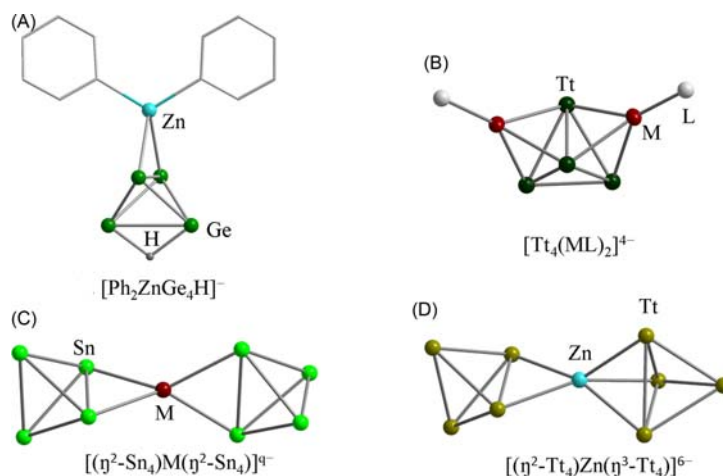 (A)
Zn
H
Ge
[Ph₂ZnGe₄H]⁻
(B)
Tt
M
L
[Tt₄(ML)₂]⁴⁻
(C)
Sn
M
[(η²-Sn₄)M(η²-Sn₄)]q⁻
(D)
Tt
Zn
[(η²-Tt₄)Zn(η³-Tt₄)]⁶⁻